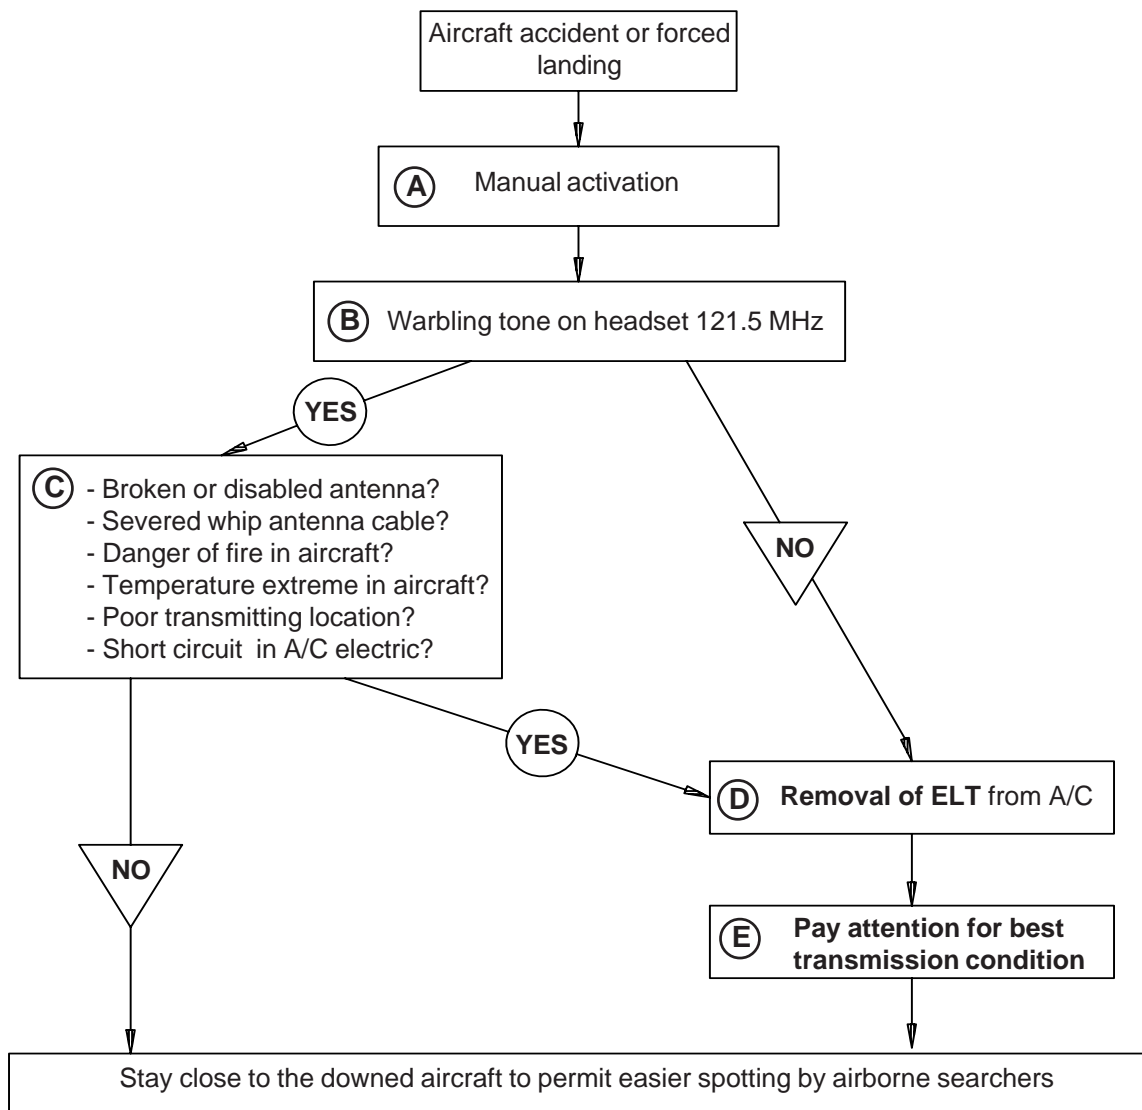 Aircraft accident or forced
landing
A
Manual activation
B
Warbling tone on headset 121.5 MHz
YES
C
- Broken or disabled antenna?
- Severed whip antenna cable?
- Danger of fire in aircraft?
- Temperature extreme in aircraft?
- Poor transmitting location?
- Short circuit in A/C electric?
NO
YES
D
Removal of ELT from A/C
NO
E
Pay attention for best
transmission condition
Stay close to the downed aircraft to permit easier spotting by airborne searchers